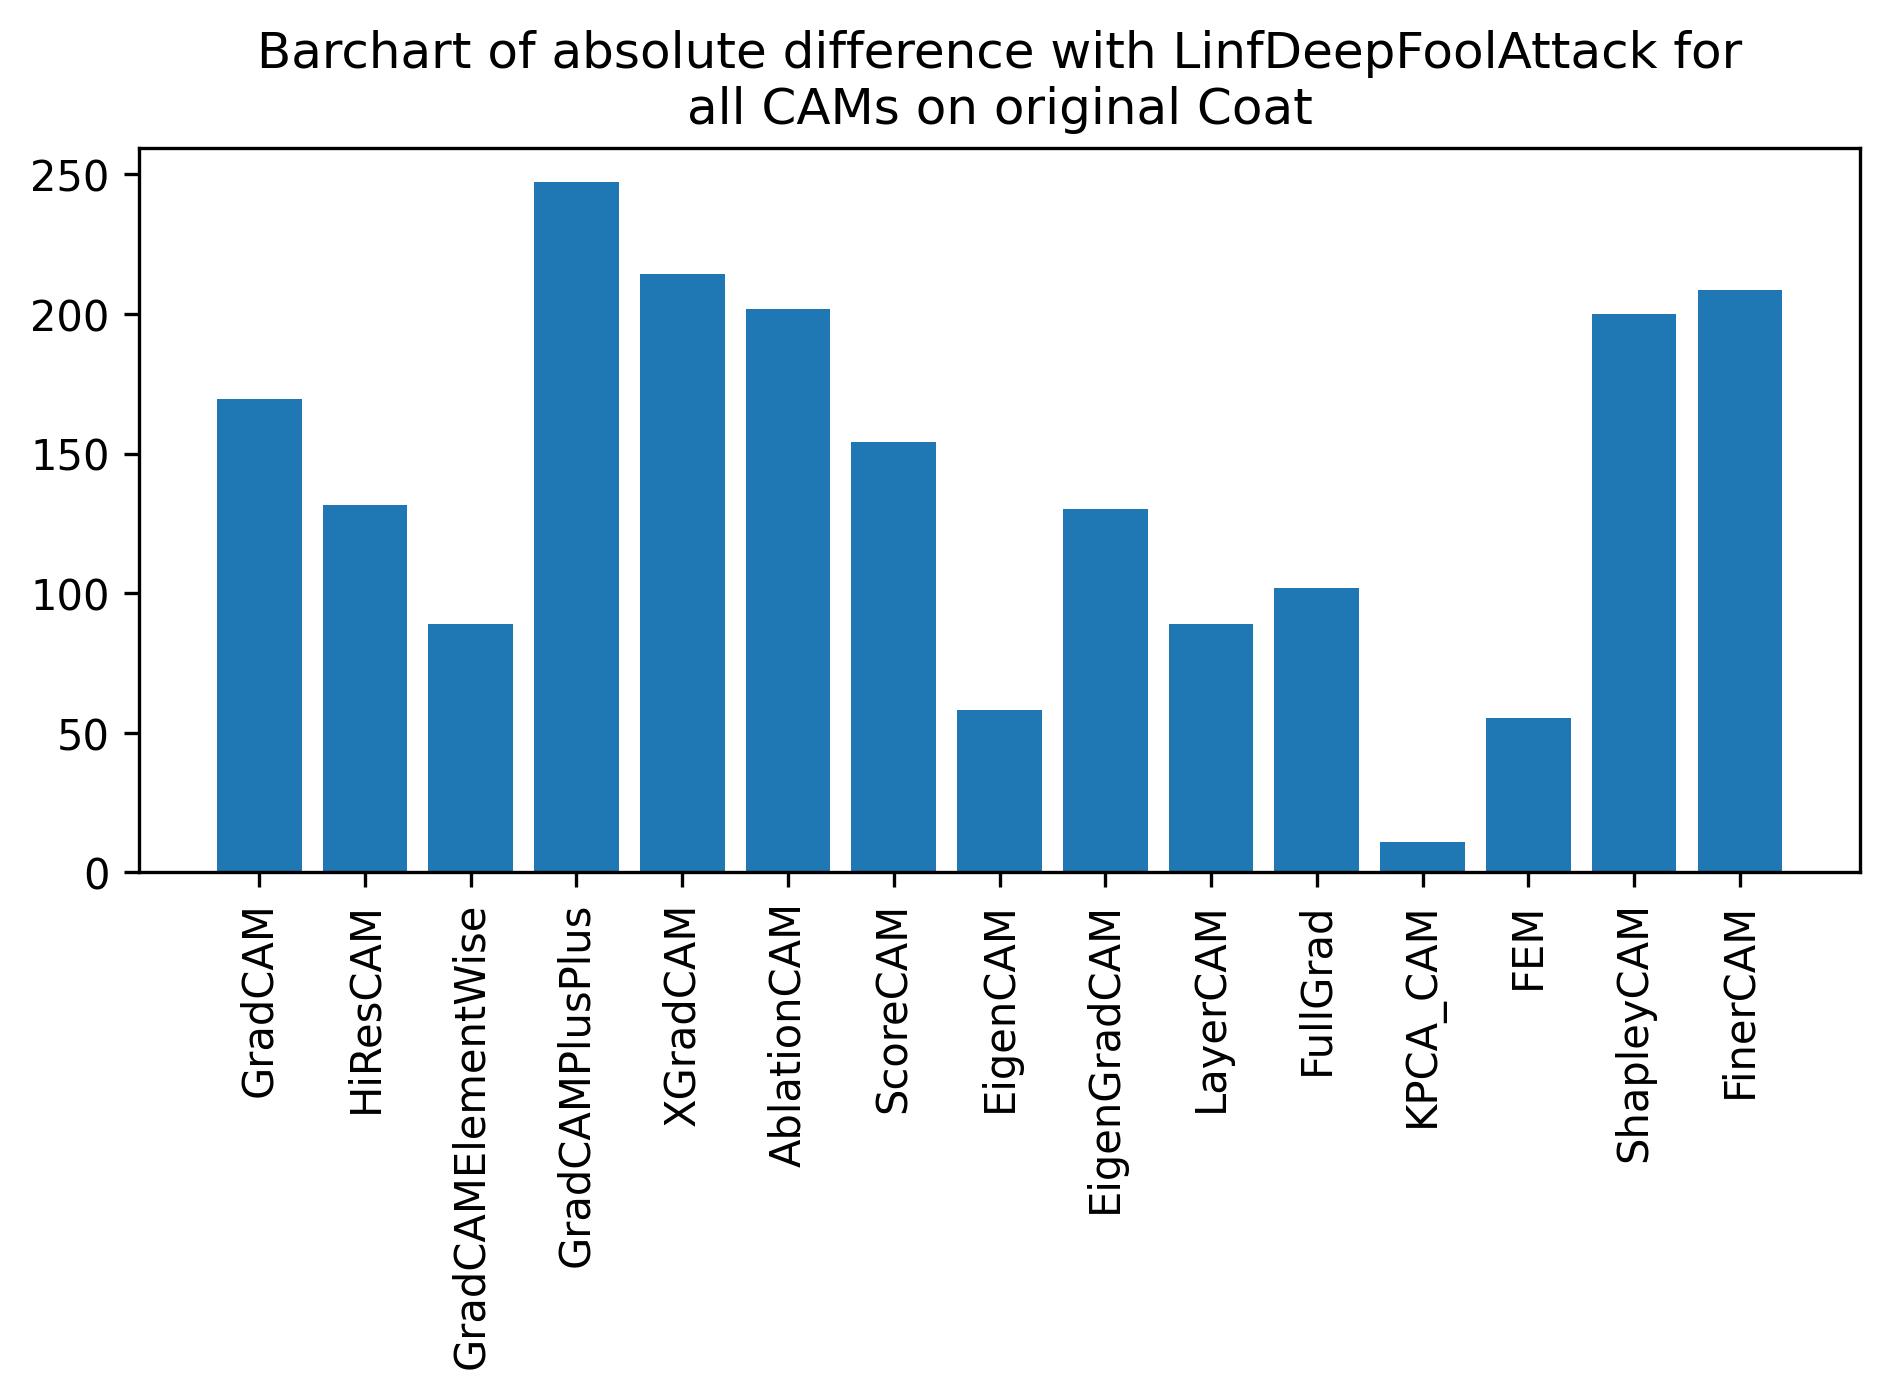 Barchart of absolute difference with LinfDeepFoolAttack for
all CAMs on original Coat
250
200
150
100
50
0
GradCAM
HiResCAM
GradCAMElementWise
GradCAMPlusPlus
XGradCAM
AblationCAM
ScoreCAM
EigenCAM
EigenGradCAM
LayerCAM
FullGrad
KPCA_CAM
FEM
ShapleyCAM
FinerCAM